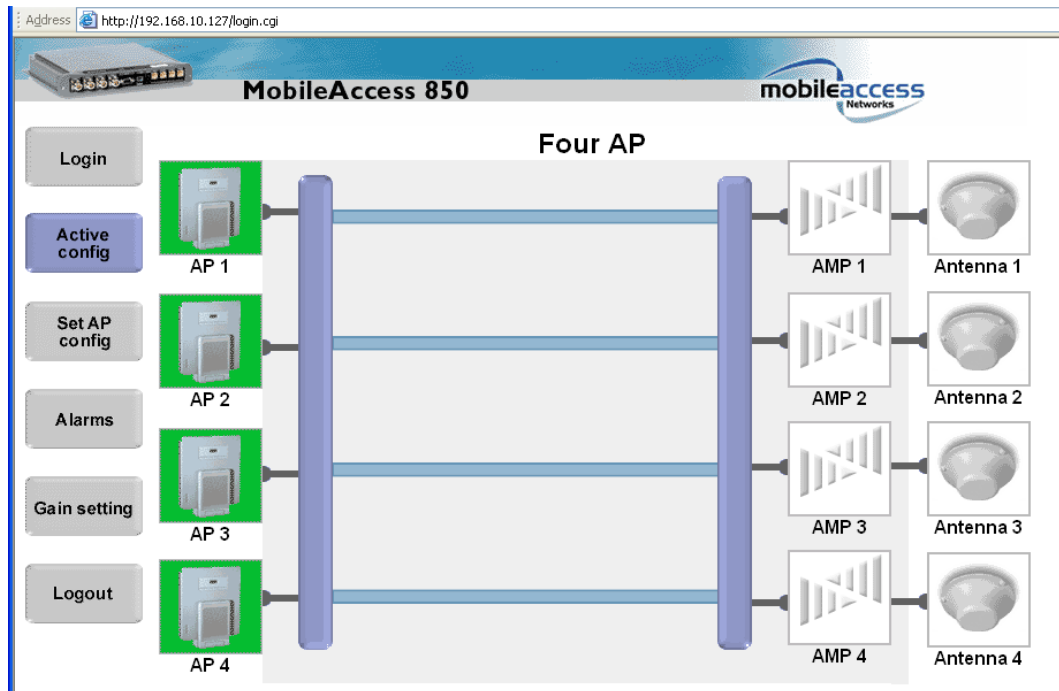 Address http://192.168.10.127/login.cgi
MobileAccess 850
mobileaccess
Networks
Four AP
Login
Active
config
Set AP
config
Alarms
Gain setting
Logout
AP 1
AMP 1
Antenna 1
AP 2
AMP 2
Antenna 2
AP 3
AMP 3
Antenna 3
AP 4
AMP 4
Antenna 4